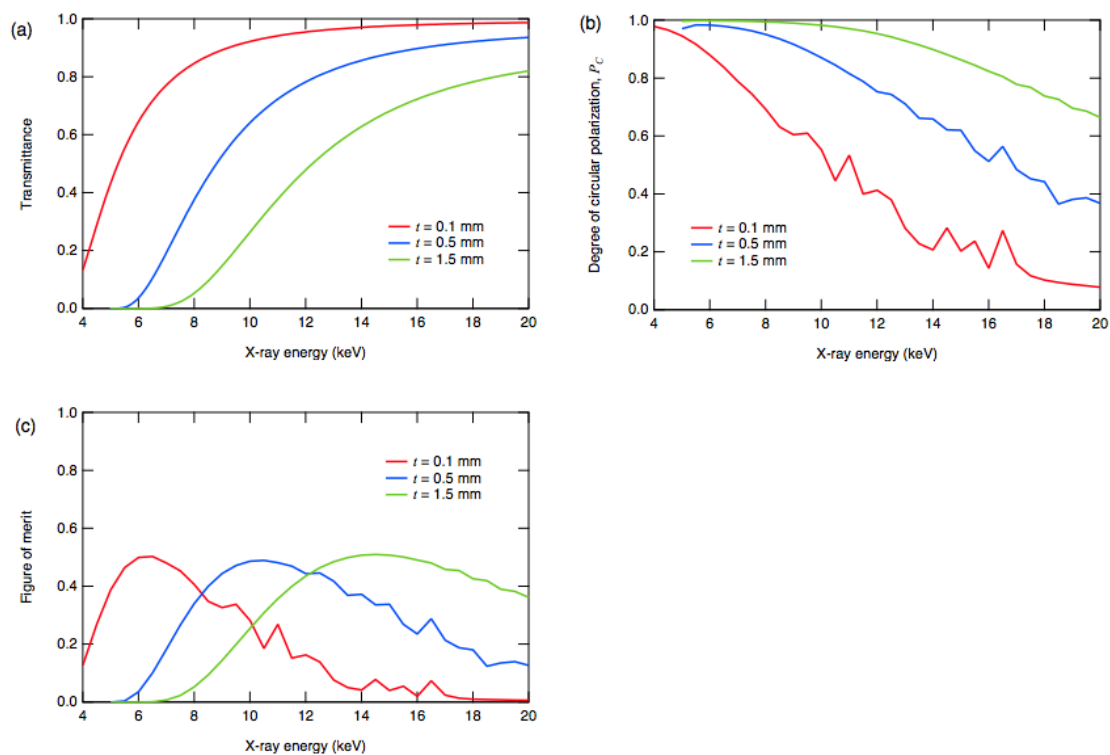 (a)
1.0
0.8
0.6
0.4
0.2
0.0
Transmittance
t = 0.1 mm
t = 0.5 mm
t = 1.5 mm
4 6 8 10 12 14 16 18 20
X-ray energy (keV)
(b)
1.0
0.8
0.6
0.4
0.2
0.0
Degree of circular polarization, P_C
t = 0.1 mm
t = 0.5 mm
t = 1.5 mm
4 6 8 10 12 14 16 18 20
X-ray energy (keV)
(c)
1.0
0.8
0.6
0.4
0.2
0.0
Figure of merit
t = 0.1 mm
t = 0.5 mm
t = 1.5 mm
4 6 8 10 12 14 16 18 20
X-ray energy (keV)